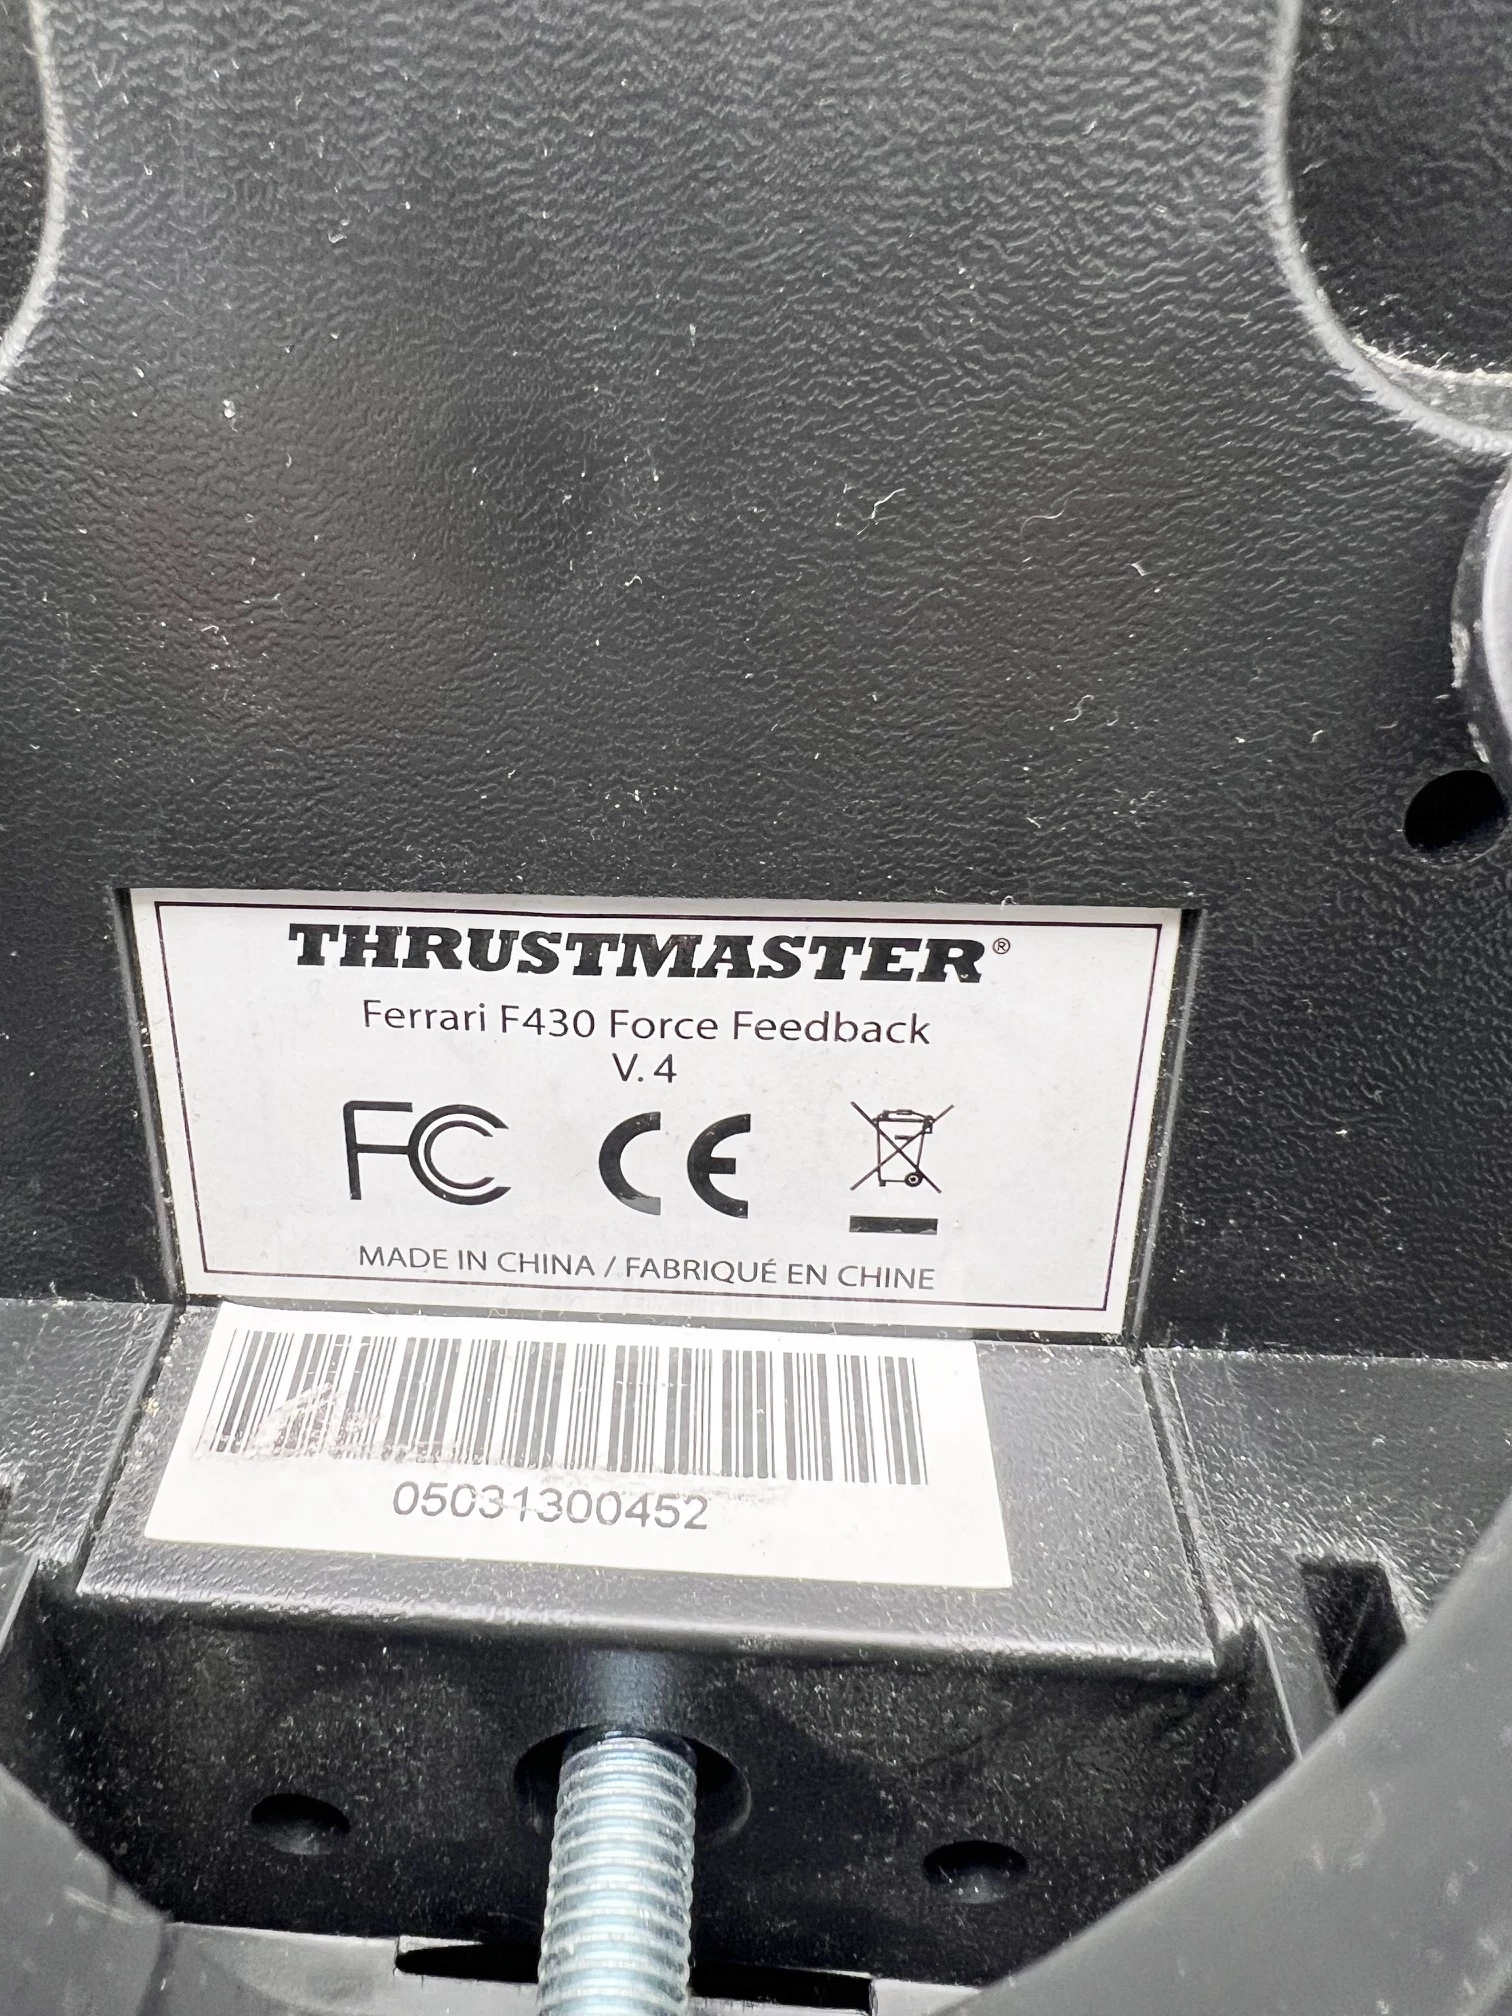 THRUSTMASTER®
Ferrari F430 Force Feedback
V. 4
FC CE
MADE IN CHINA / FABRIQUÉ EN CHINE
05031300452